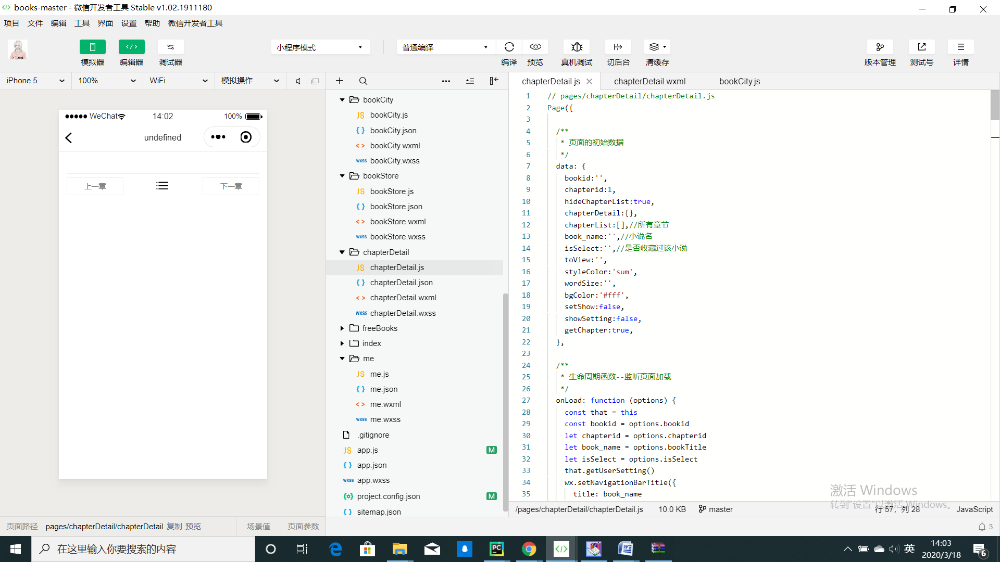 books-master - 微信开发者工具 Stable v1.02.1911180
项目 文件 编辑 工具 界面 设置 帮助 微信开发者工具
模拟器 编辑器 调试器
小程序模式 普通编译
编译 预览 真机调试 切后台 清缓存
版本管理 测试号 详情
iPhone 5 100% WiFi 模拟操作
WeChat 14:02 100%
undefined
上一章 下一章
bookCity
JS bookCity.js
{ } bookCity.json
< > bookCity.wxml
wxss bookCity.wxss
bookStore
JS bookStore.js
{ } bookStore.json
< > bookStore.wxml
wxss bookStore.wxss
chapterDetail
JS chapterDetail.js
{ } chapterDetail.json
< > chapterDetail.wxml
wxss chapterDetail.wxss
freeBooks
index
me
JS me.js
{ } me.json
< > me.wxml
wxss me.wxss
.gitignore
JS app.js M
{ } app.json
wxss app.wxss
{o} project.config.json M
{ } sitemap.json
chapterDetail.js chapterDetail.wxml bookCity.js
1 // pages/chapterDetail/chapterDetail.js
2 Page({
3
4 /**
5 * 页面的初始数据
6 */
7 data: {
8 bookid:'',
9 chapterid:1,
10 hideChapterList:true,
11 chapterDetail:{},
12 chapterList:[],//所有章节
13 book_name:'',//小说名
14 isSelect:'',//是否收藏过该小说
15 toView:'',
16 styleColor:'sum',
17 wordSize:'',
18 bgColor:'#fff',
19 setShow:false,
20 showSetting:false,
21 getChapter:true,
22 },
23
24 /**
25 * 生命周期函数--监听页面加载
26 */
27 onLoad: function (options) {
28 const that = this
29 const bookid = options.bookid
30 let chapterid = options.chapterid
31 let book_name = options.bookTitle
32 let isSelect = options.isSelect
33 that.getUserSetting()
34 wx.setNavigationBarTitle({
35 title: book_name
激活 Windows
转到"设置"以激活 Windows。
/pages/chapterDetail/chapterDetail.js 10.0 KB master 行 57，列 28 JavaScript
页面路径 pages/chapterDetail/chapterDetail 复制 预览 场景值 页面参数
3
在这里输入你要搜索的内容
PC
英
14:03
2020/3/18
6